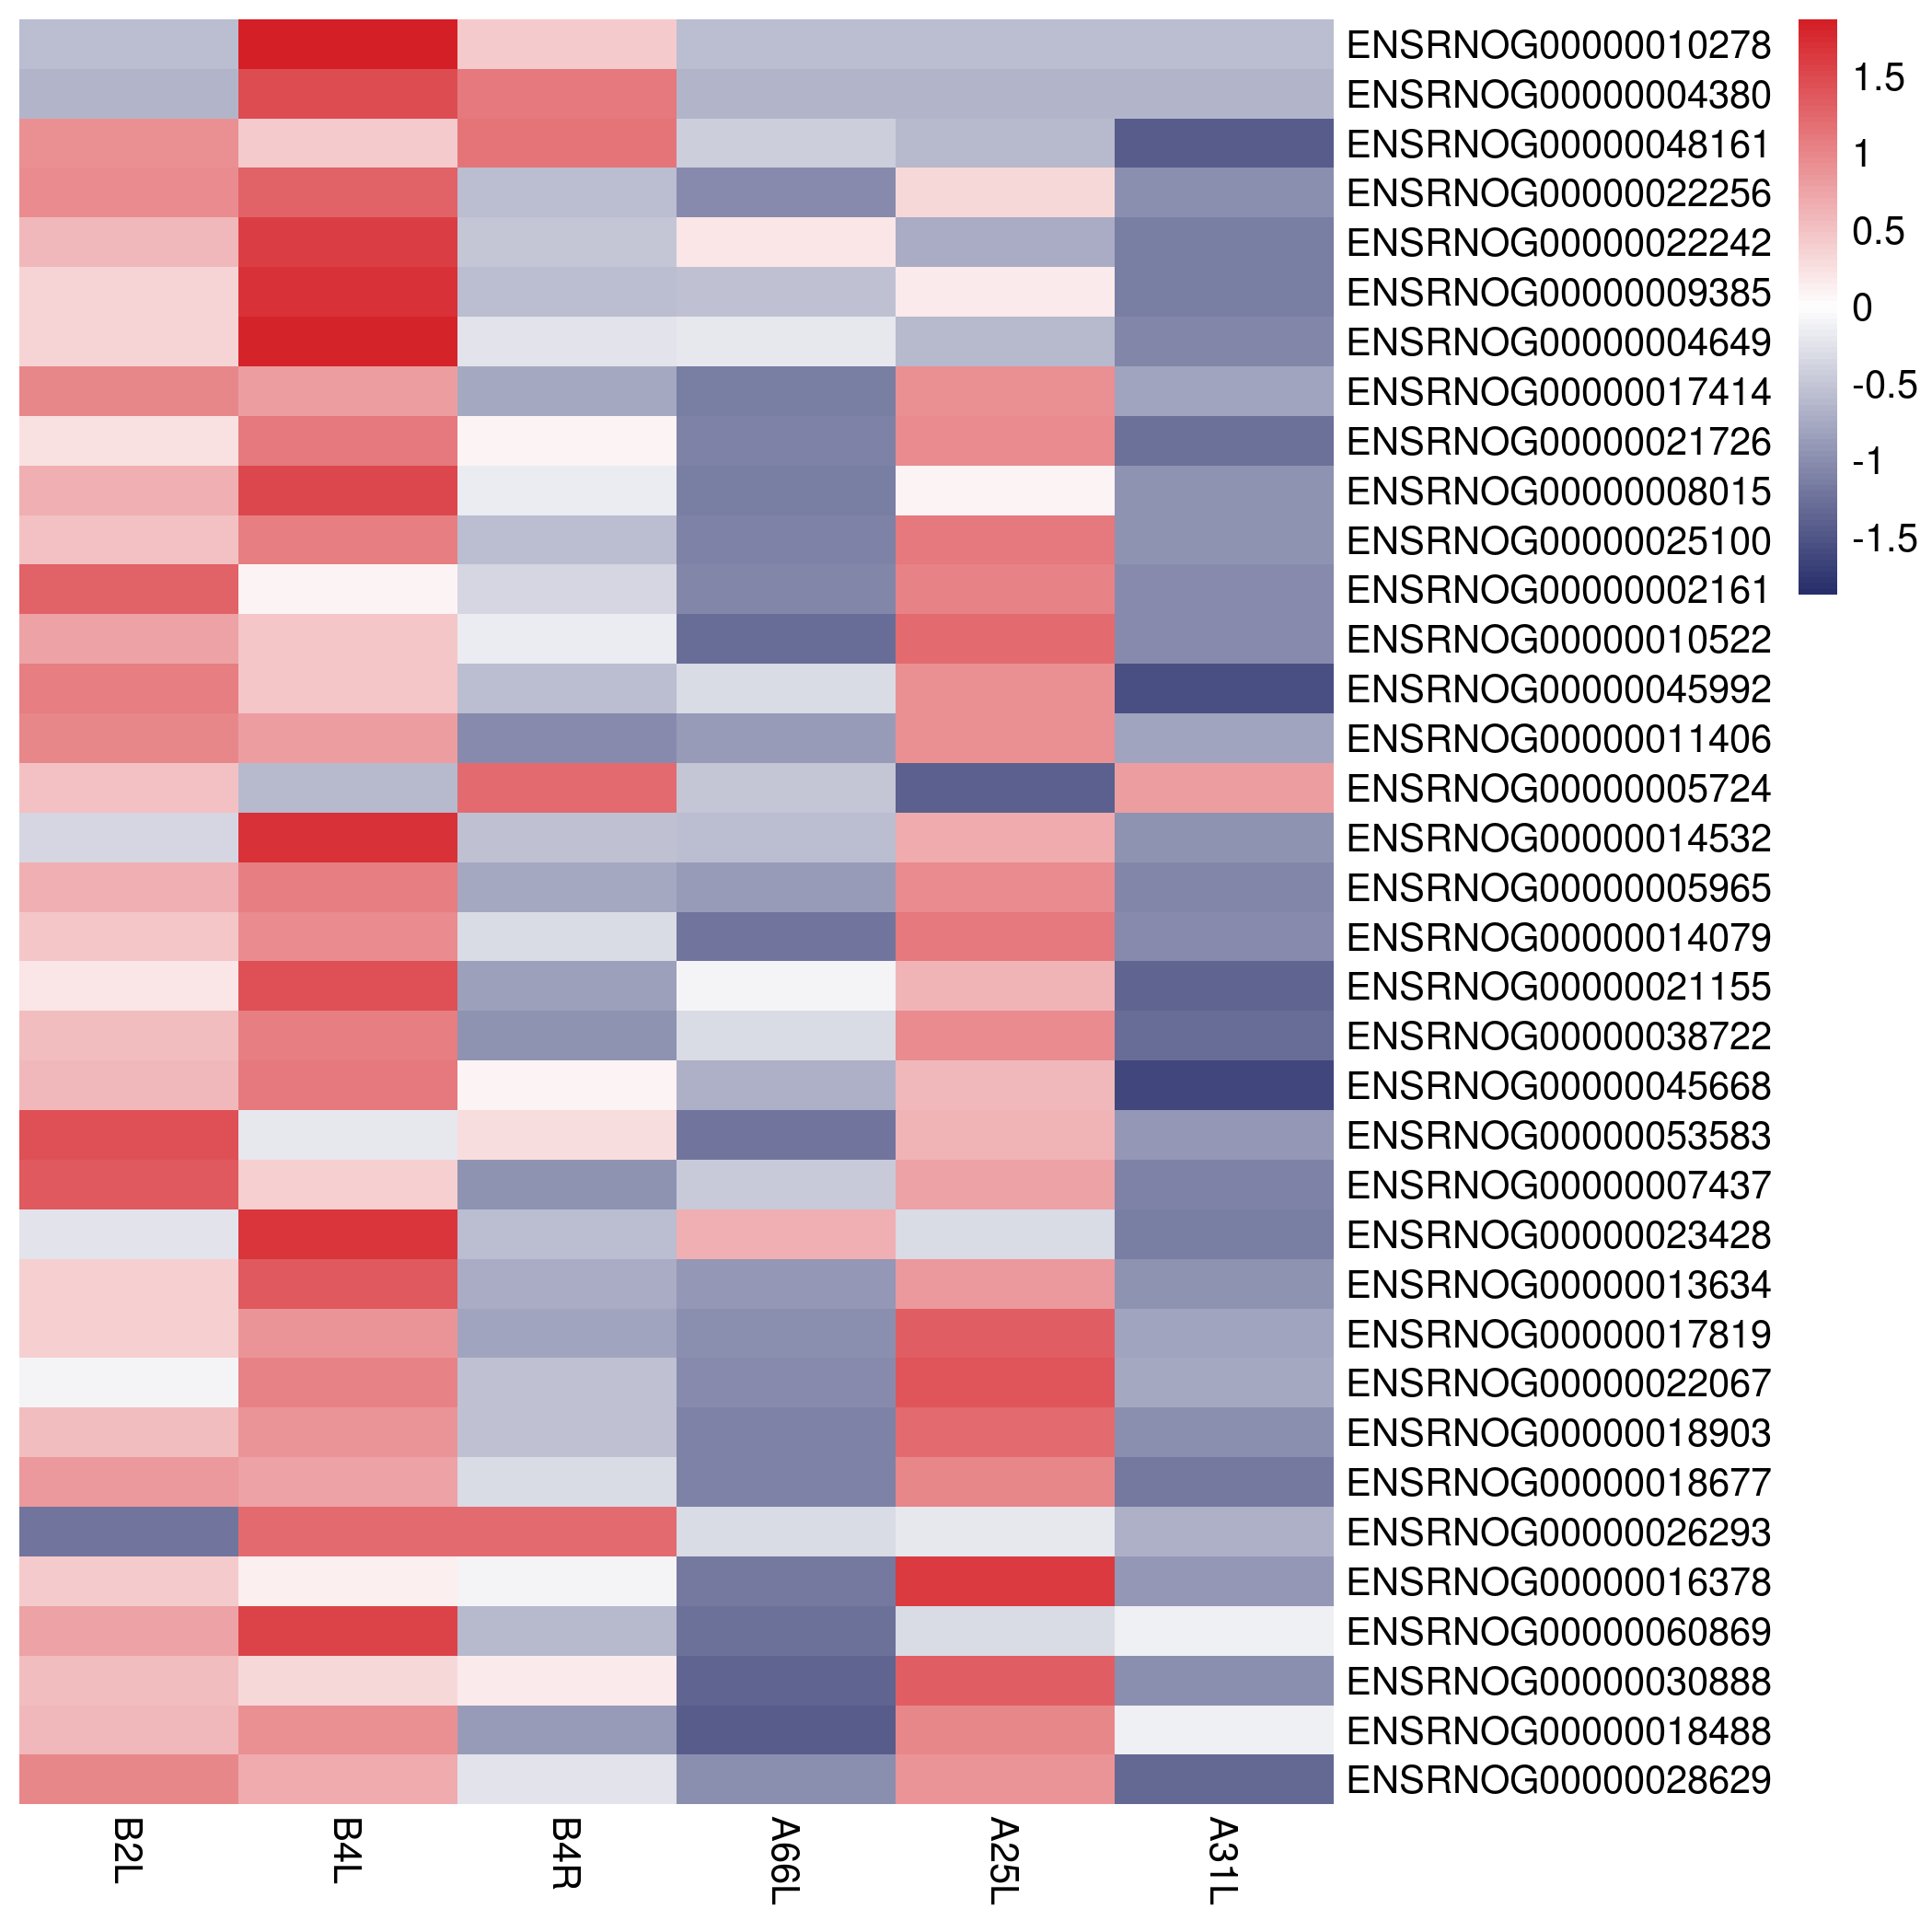 ENSRNOG00000010278
ENSRNOG00000004380
ENSRNOG00000048161
ENSRNOG00000022256
ENSRNOG00000022242
ENSRNOG00000009385
ENSRNOG00000004649
ENSRNOG00000017414
ENSRNOG00000021726
ENSRNOG00000008015
ENSRNOG00000025100
ENSRNOG00000002161
ENSRNOG00000010522
ENSRNOG00000045992
ENSRNOG00000011406
ENSRNOG00000005724
ENSRNOG00000014532
ENSRNOG00000005965
ENSRNOG00000014079
ENSRNOG00000021155
ENSRNOG00000038722
ENSRNOG00000045668
ENSRNOG00000053583
ENSRNOG00000007437
ENSRNOG00000023428
ENSRNOG00000013634
ENSRNOG00000017819
ENSRNOG00000022067
ENSRNOG00000018903
ENSRNOG00000018677
ENSRNOG00000026293
ENSRNOG00000016378
ENSRNOG00000060869
ENSRNOG00000030888
ENSRNOG00000018488
ENSRNOG00000028629
1.5
1
0.5
0
-0.5
-1
-1.5
B2L
B4L
B4R
A66L
A25L
A31L